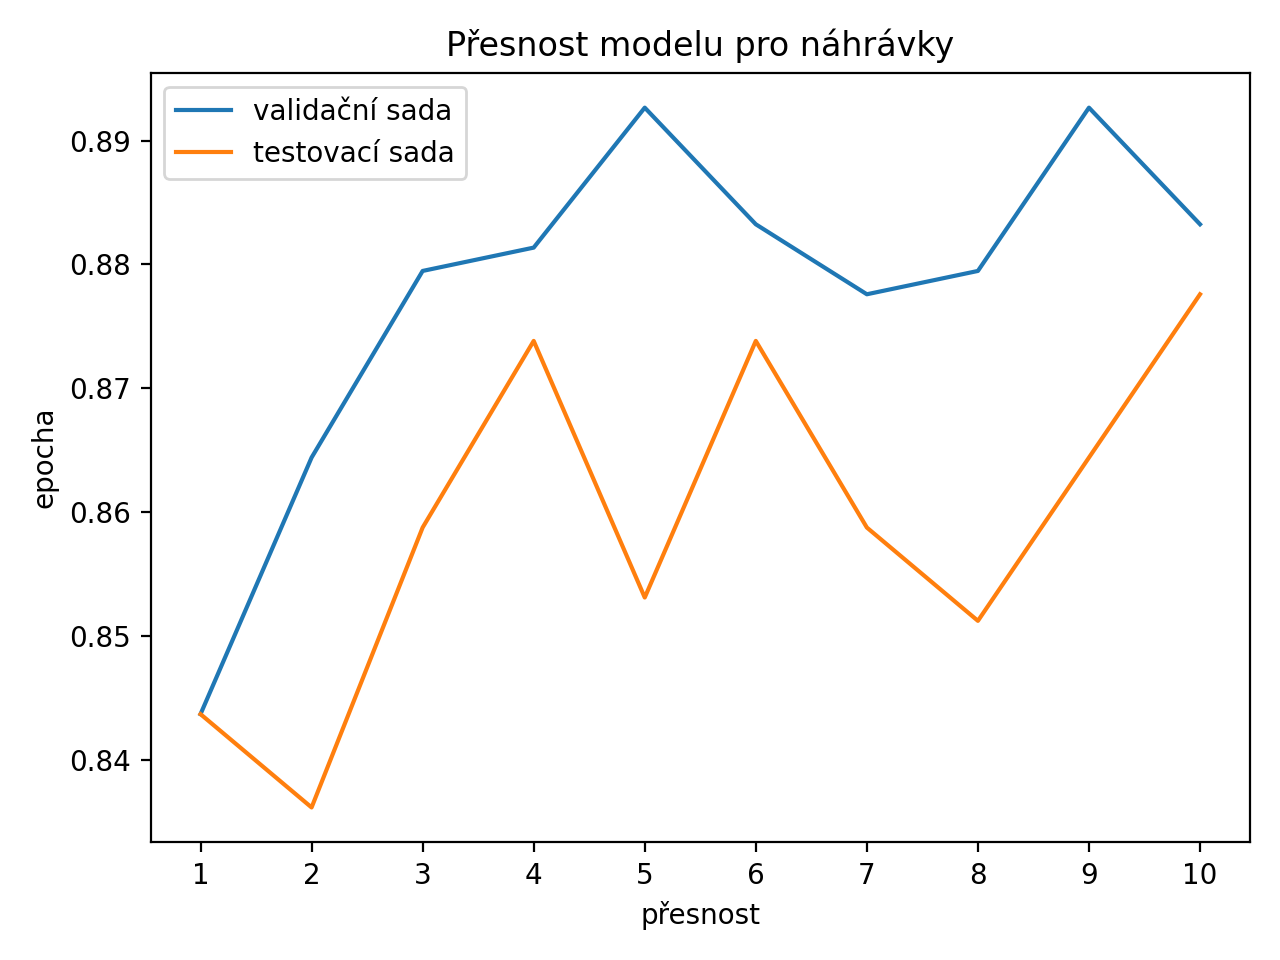 Přesnost modelu pro náhrávky
validační sada
testovací sada
0.89
0.88
0.87
0.86
0.85
0.84
epocha
1 2 3 4 5 6 7 8 9 10
přesnost